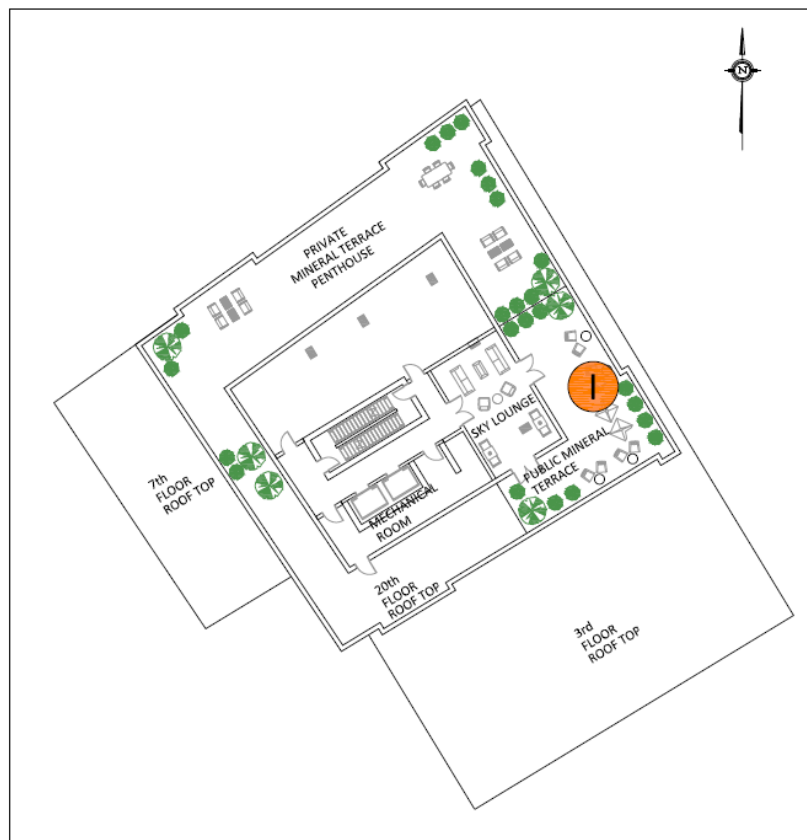 N
PRIVATE
MINERAL TERRACE
PENTHOUSE
I
SKY LOUNGE
PUBLIC MINERAL
TERRACE
7th
FLOOR
ROOF TOP
MECHANICAL
ROOM
20th
FLOOR
ROOF TOP
3rd
FLOOR
ROOF TOP